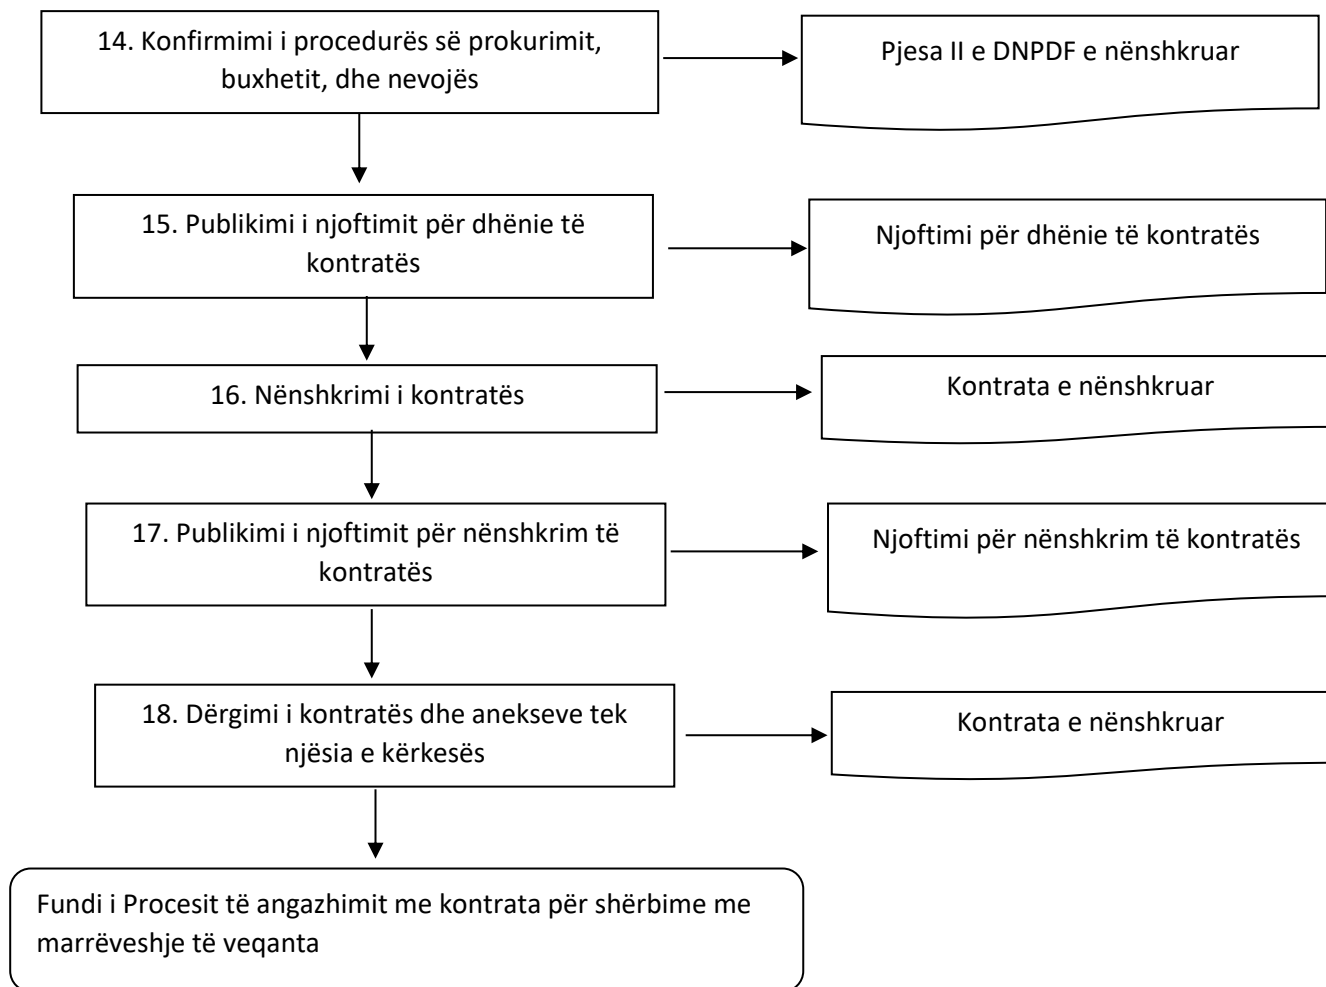 14. Konfirmimi i procedurës së prokurimit,
buxhetit, dhe nevojës
Pjesa II e DNPDF e nënshkruar
15. Publikimi i njoftimit për dhënie të
kontratës
Njoftimi për dhënie të kontratës
16. Nënshkrimi i kontratës
Kontrata e nënshkruar
17. Publikimi i njoftimit për nënshkrim të
kontratës
Njoftimi për nënshkrim të kontratës
18. Dërgimi i kontratës dhe anekseve tek
njësia e kërkesës
Kontrata e nënshkruar
Fundi i Procesit të angazhimit me kontrata për shërbime me
marrëveshje të veqanta